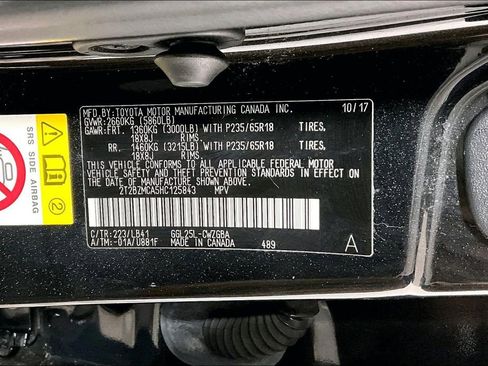 MFD. BY:TOYOTA MOTOR MANUFACTURING CANADA INC. 10/17
GVWR:2660KG (5860LB)
GAWR:FRT. 1360KG (3000LB) WITH P235/65R18 TIRES,
18X8J RIMS,
RR. 1460KG (3215LB) WITH P235/65R18 TIRES,
18X8J RIMS,
THIS VEHICLE CONFORMS TO ALL APPLICABLE FEDERAL MOTOR
VEHICLE SAFETY AND THEFT PREVENTION STANDARDS IN EFFECT
ON THE DATE OF MANUFACTURE SHOWN ABOVE.
2T2BZMCA5HC125843 MPV
C/TR:223/LB41 GGL25L-CWZGBA
A/TM:-01A/U881F MADE IN CANADA 489 A
SRS SIDE AIRBAG
2